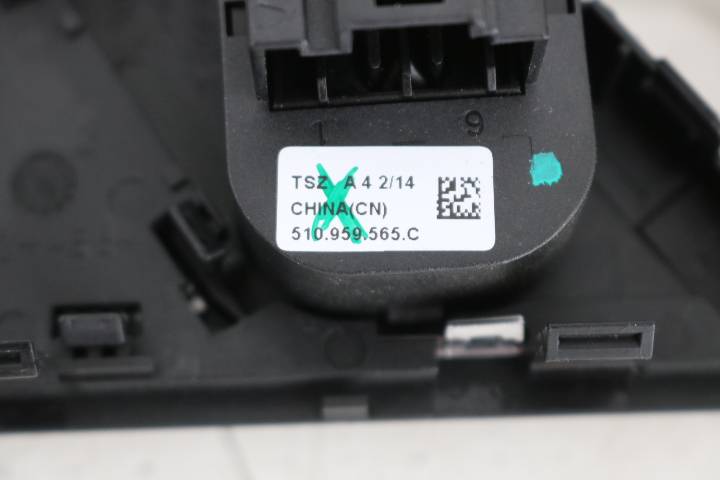 1 9
TSZ A 4 2/14
CHINA(CN)
510.959.565.C